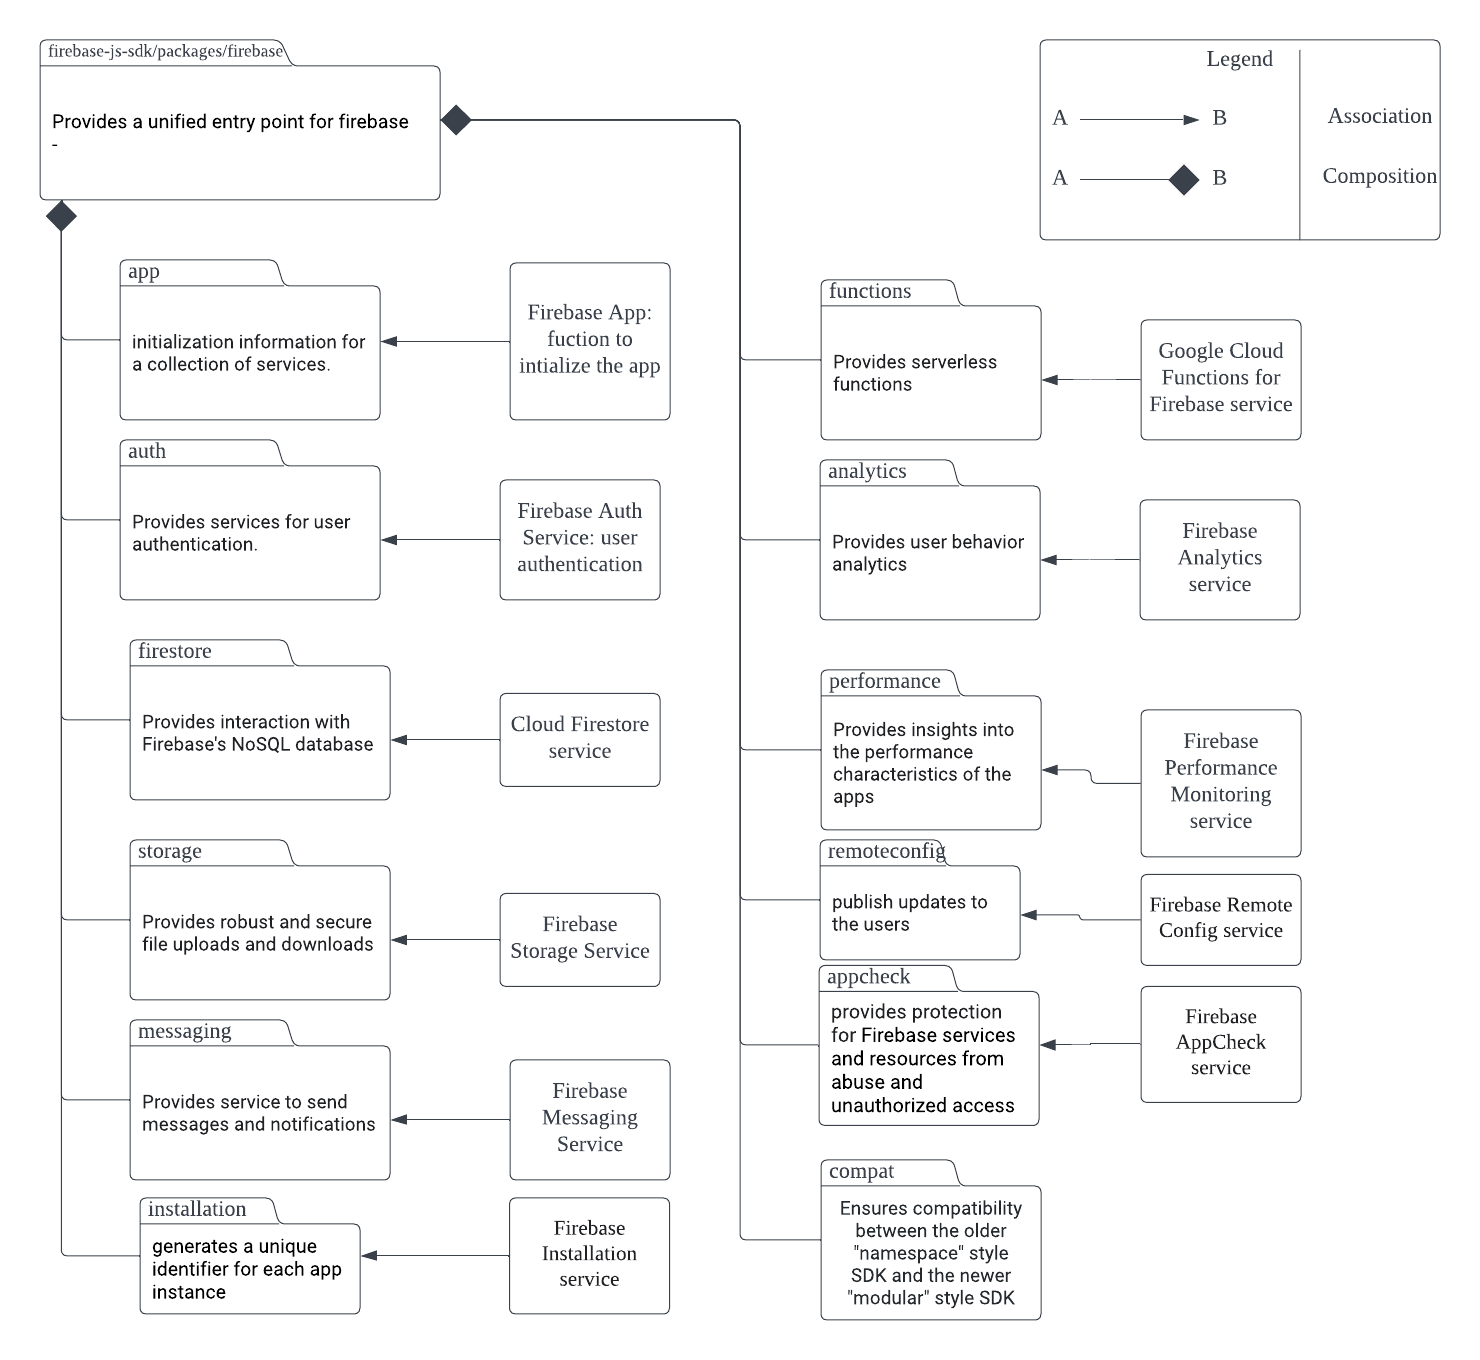 firebase-js-sdk/packages/firebase
Provides a unified entry point for firebase
-
Legend
A
B
Association
A
B
Composition
app
initialization information for
a collection of services.
Firebase App:
fuction to
intialize the app
auth
Provides services for user
authentication.
Firebase Auth
Service: user
authentication
firestore
Provides interaction with
Firebase's NoSQL database
Cloud Firestore
service
storage
Provides robust and secure
file uploads and downloads
Firebase
Storage Service
messaging
Provides service to send
messages and notifications
Firebase
Messaging
Service
installation
generates a unique
identifier for each app
instance
Firebase
Installation
service
functions
Provides serverless
functions
Google Cloud
Functions for
Firebase service
analytics
Provides user behavior
analytics
Firebase
Analytics
service
performance
Provides insights into
the performance
characteristics of the
apps
Firebase
Performance
Monitoring
service
remoteconfig
publish updates to
the users
Firebase Remote
Config service
appcheck
provides protection
for Firebase services
and resources from
abuse and
unauthorized access
Firebase
AppCheck
service
compat
Ensures compatibility
between the older
"namespace" style
SDK and the newer
"modular" style SDK